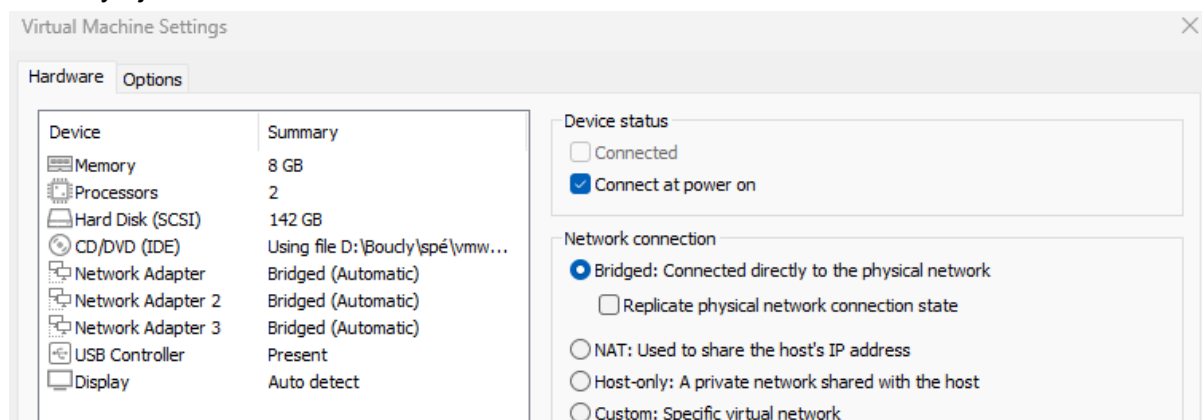 Virtual Machine Settings
Hardware Options
Device Summary
Memory 8 GB
Processors 2
Hard Disk (SCSI) 142 GB
CD/DVD (IDE) Using file D:\Boucly\spé\vmw...
Network Adapter Bridged (Automatic)
Network Adapter 2 Bridged (Automatic)
Network Adapter 3 Bridged (Automatic)
USB Controller Present
Display Auto detect
Device status
Connected
Connect at power on
Network connection
Bridged: Connected directly to the physical network
Replicate physical network connection state
NAT: Used to share the host's IP address
Host-only: A private network shared with the host
Custom: Specific virtual network